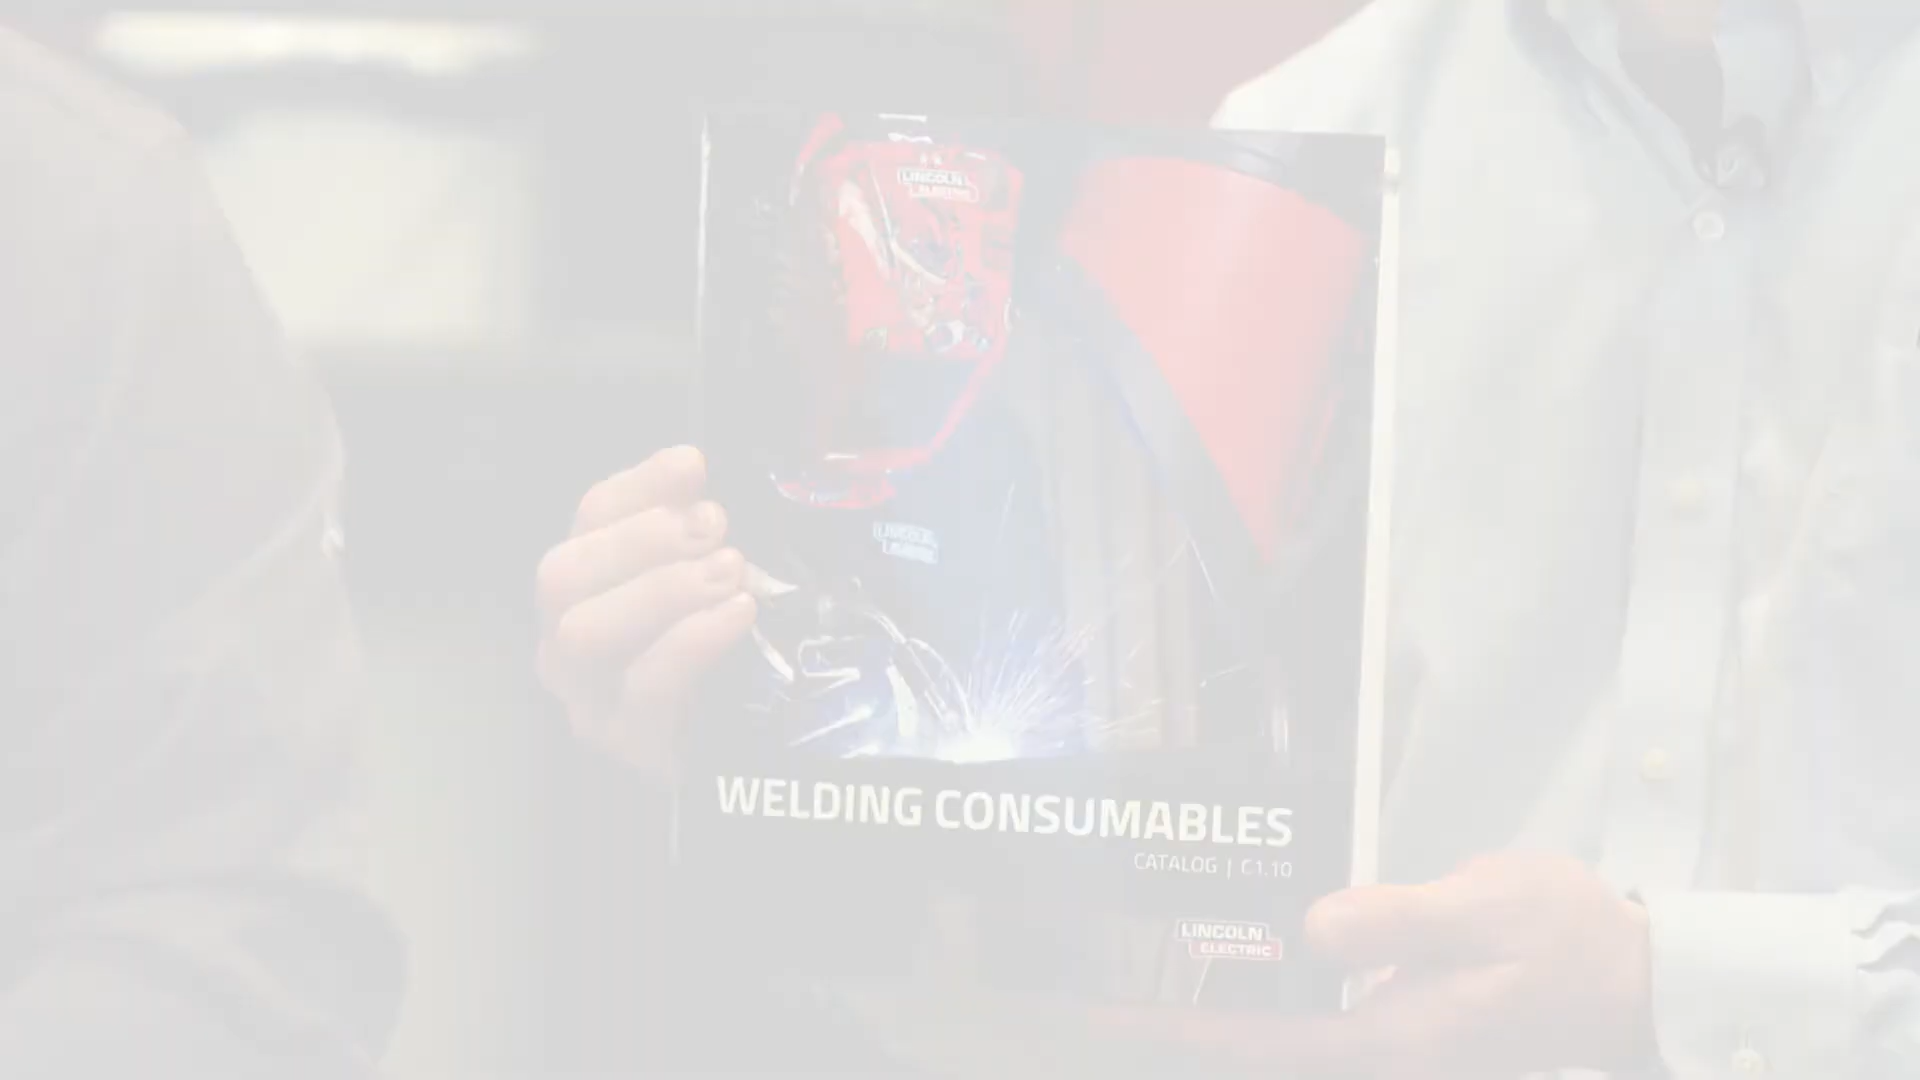 LINCOLN
ELECTRIC
LINCOLN
ELECTRIC
WELDING CONSUMABLES
CATALOG | C1.10
LINCOLN
ELECTRIC